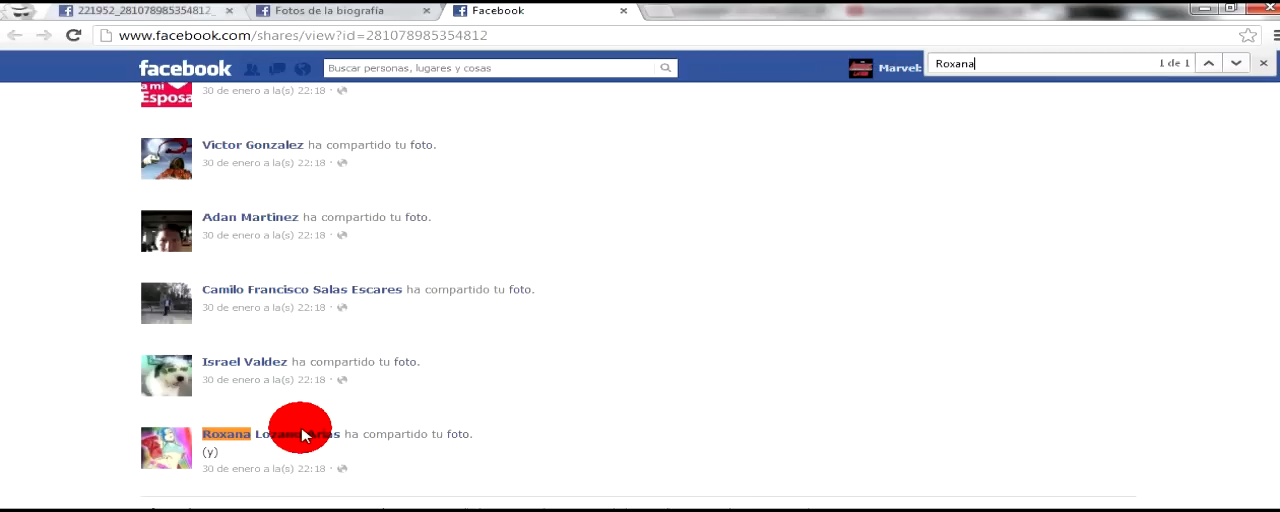 221952_281078985354812_
Fotos de la biografía
Facebook
www.facebook.com/shares/view?id=281078985354812
Roxana
1 de 1
facebook
Buscar personas, lugares y cosas
Marvel
a mi
Esposa
30 de enero a la(s) 22:18 ·
Victor Gonzalez ha compartido tu foto.
30 de enero a la(s) 22:18 ·
Adan Martinez ha compartido tu foto.
30 de enero a la(s) 22:18 ·
Camilo Francisco Salas Escares ha compartido tu foto.
30 de enero a la(s) 22:18 ·
Israel Valdez ha compartido tu foto.
30 de enero a la(s) 22:18 ·
Roxana Lozano Arias ha compartido tu foto.
(y)
30 de enero a la(s) 22:18 ·